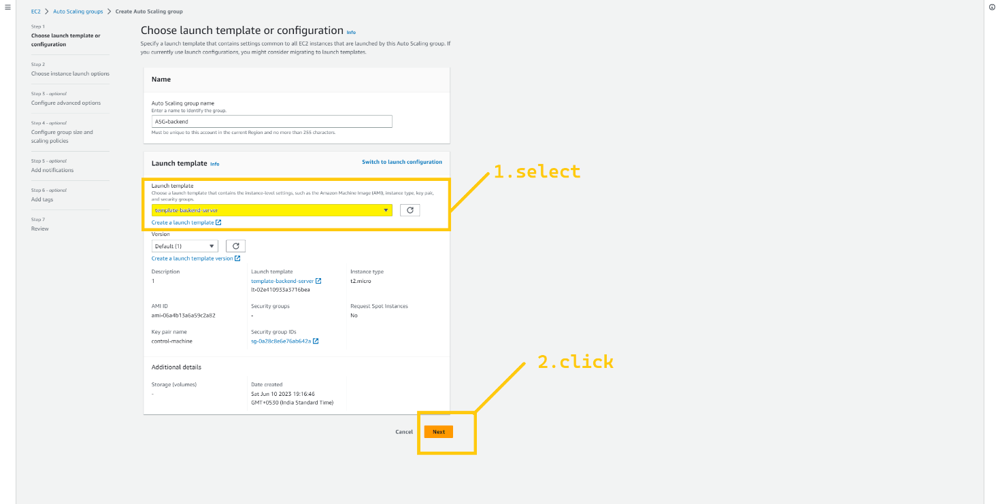 EC2 > Auto Scaling groups > Create Auto Scaling group
Step 1
Choose launch template or
configuration
Step 2
Choose instance launch options
Step 3 - optional
Configure advanced options
Step 4 - optional
Configure group size and
scaling policies
Step 5 - optional
Add notifications
Step 6 - optional
Add tags
Step 7
Review
Choose launch template or configuration Info
Specify a launch template that contains settings common to all EC2 instances that are launched by this Auto Scaling group. If
you currently use launch configurations, you might consider migrating to launch templates.
Name
Auto Scaling group name
Enter a name to identify the group.
ASG-backend
Must be unique to this account in the current Region and no more than 255 characters.
Launch template Info
Switch to launch configuration
Launch template
Choose a launch template that contains the instance-level settings, such as the Amazon Machine Image (AMI), instance type, key pair,
and security groups.
template-backend-server
Create a launch template
Version
Default (1)
Create a launch template version
Description
1
Launch template
template-backend-server
lt-02e410933a3716bea
Instance type
t2.micro
AMI ID
ami-06a4b13a6a59c2a82
Security groups
-
Request Spot Instances
No
Key pair name
control-machine
Security group IDs
sg-0a28c8e6e76ab642a
Additional details
Storage (volumes)
-
Date created
Sat Jun 10 2023 19:16:46
GMT+0530 (India Standard Time)
Cancel
Next
1.select
2.click